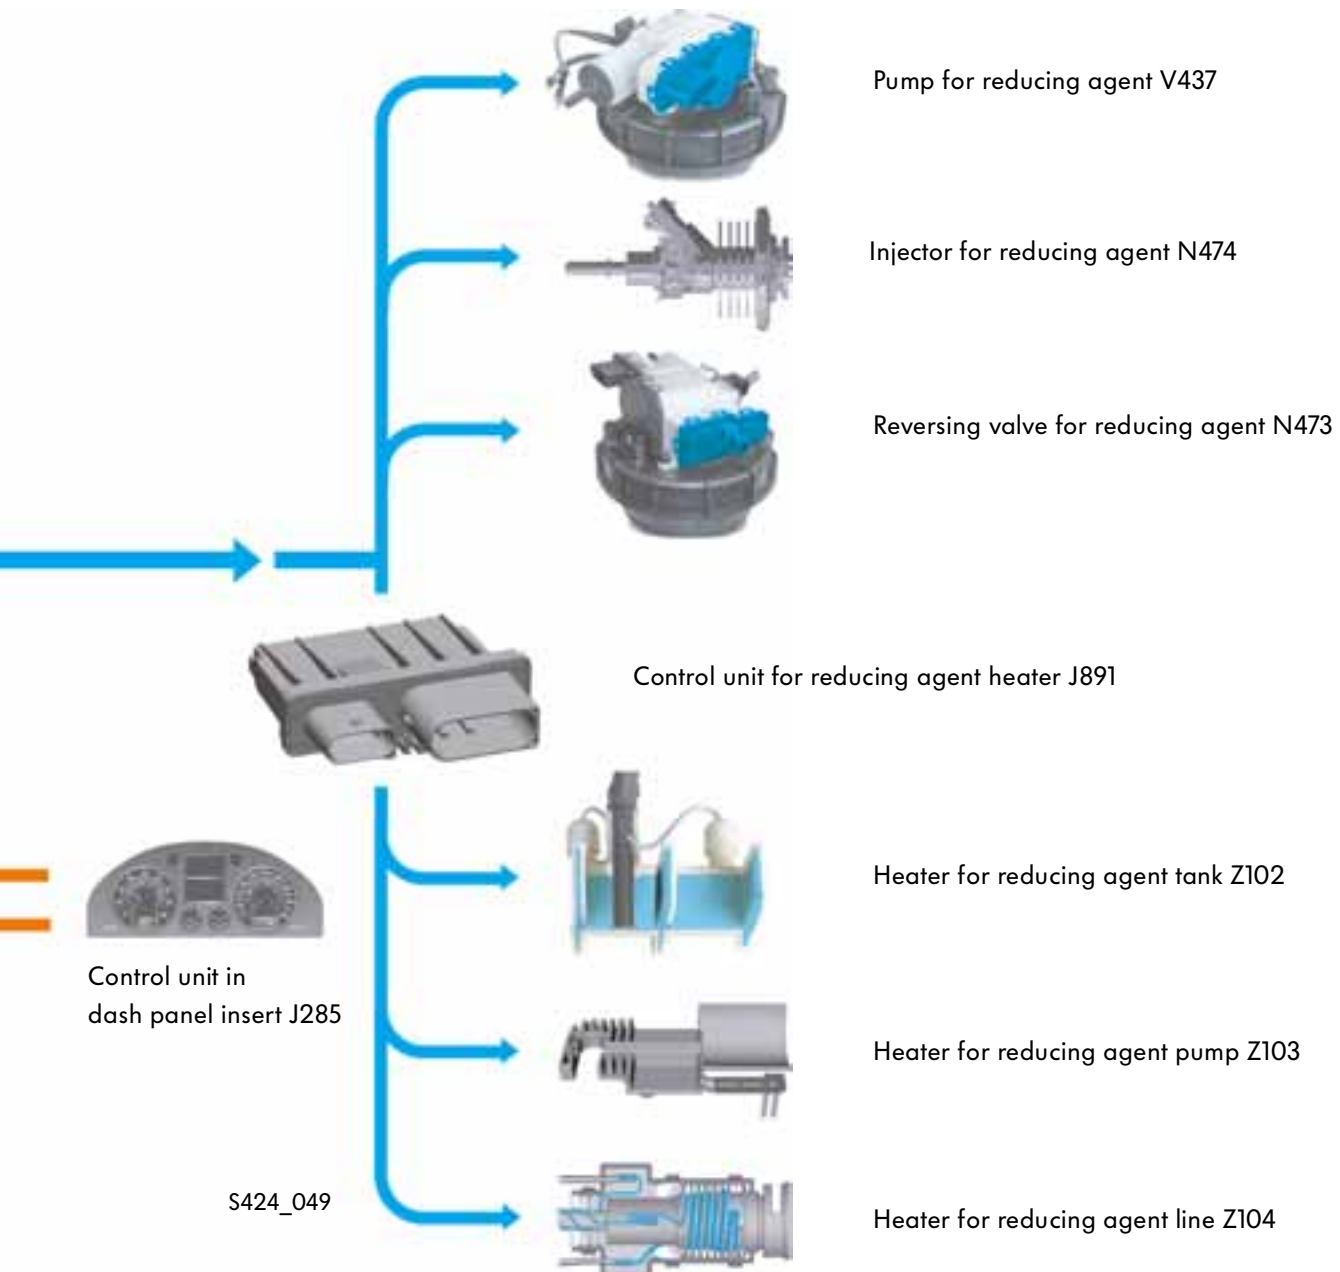 Pump for reducing agent V437
Injector for reducing agent N474
Reversing valve for reducing agent N473
Control unit for reducing agent heater J891
Heater for reducing agent tank Z102
Control unit in
dash panel insert J285
Heater for reducing agent pump Z103
S424_049
Heater for reducing agent line Z104